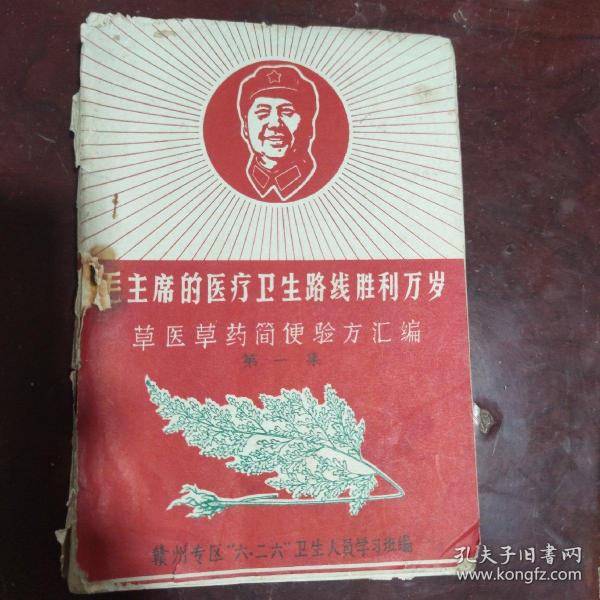 毛主席的医疗卫生路线胜利万岁
草医草药简便验方汇编
第一集
赣州专区“六·二六”卫生人员学习班编
孔夫子旧书网
www.kongfz.com